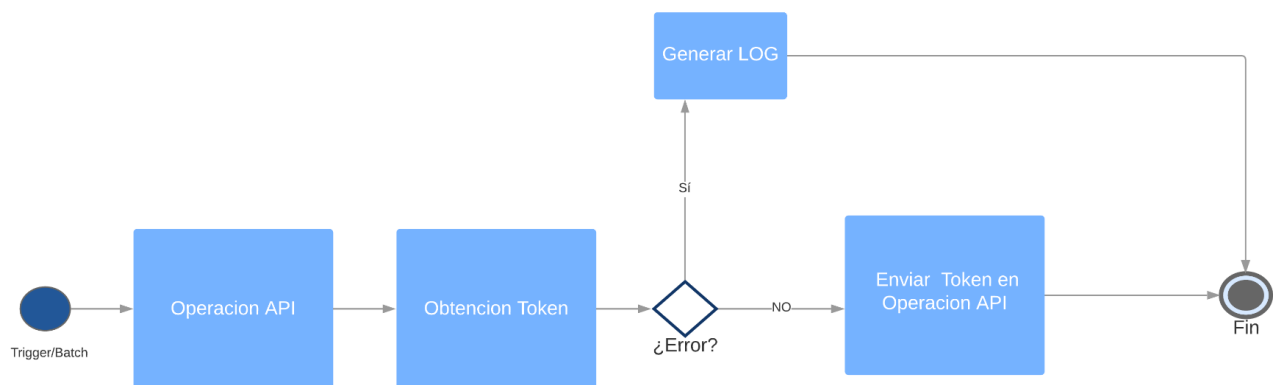 Generar LOG
Sí
Operacion API
Obtencion Token
NO
Enviar  Token en
Operacion API
Trigger/Batch
¿Error?
Fin